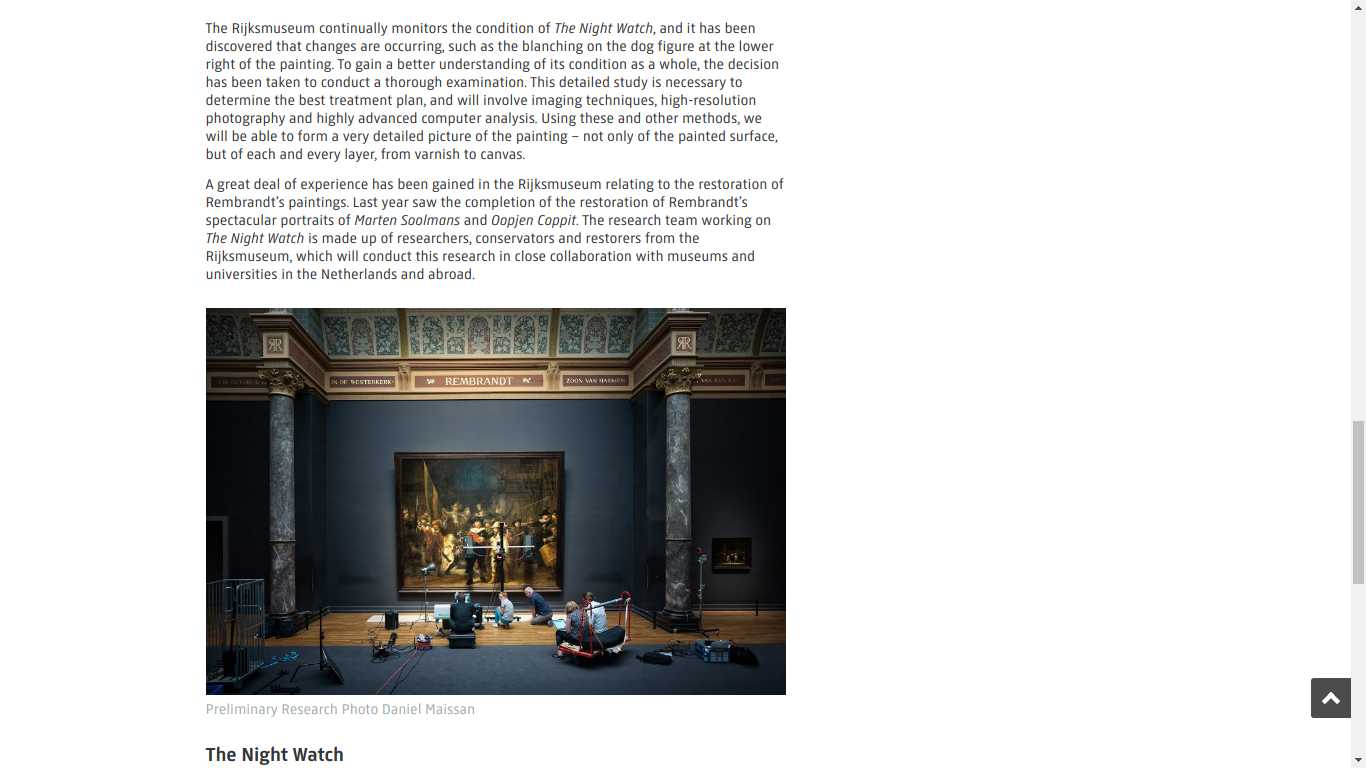 The Rijksmuseum continually monitors the condition of The Night Watch, and it has been
discovered that changes are occurring, such as the blanching on the dog figure at the lower
right of the painting. To gain a better understanding of its condition as a whole, the decision
has been taken to conduct a thorough examination. This detailed study is necessary to
determine the best treatment plan, and will involve imaging techniques, high-resolution
photography and highly advanced computer analysis. Using these and other methods, we
will be able to form a very detailed picture of the painting – not only of the painted surface,
but of each and every layer, from varnish to canvas.
A great deal of experience has been gained in the Rijksmuseum relating to the restoration of
Rembrandt's paintings. Last year saw the completion of the restoration of Rembrandt's
spectacular portraits of Marten Soolmans and Oopjen Coppit. The research team working on
The Night Watch is made up of researchers, conservators and restorers from the
Rijksmuseum, which will conduct this research in close collaboration with museums and
universities in the Netherlands and abroad.
IN DE WESTERKERK REMBRANDT ZOON VAN HARMEN
Preliminary Research Photo Daniel Maissan
The Night Watch